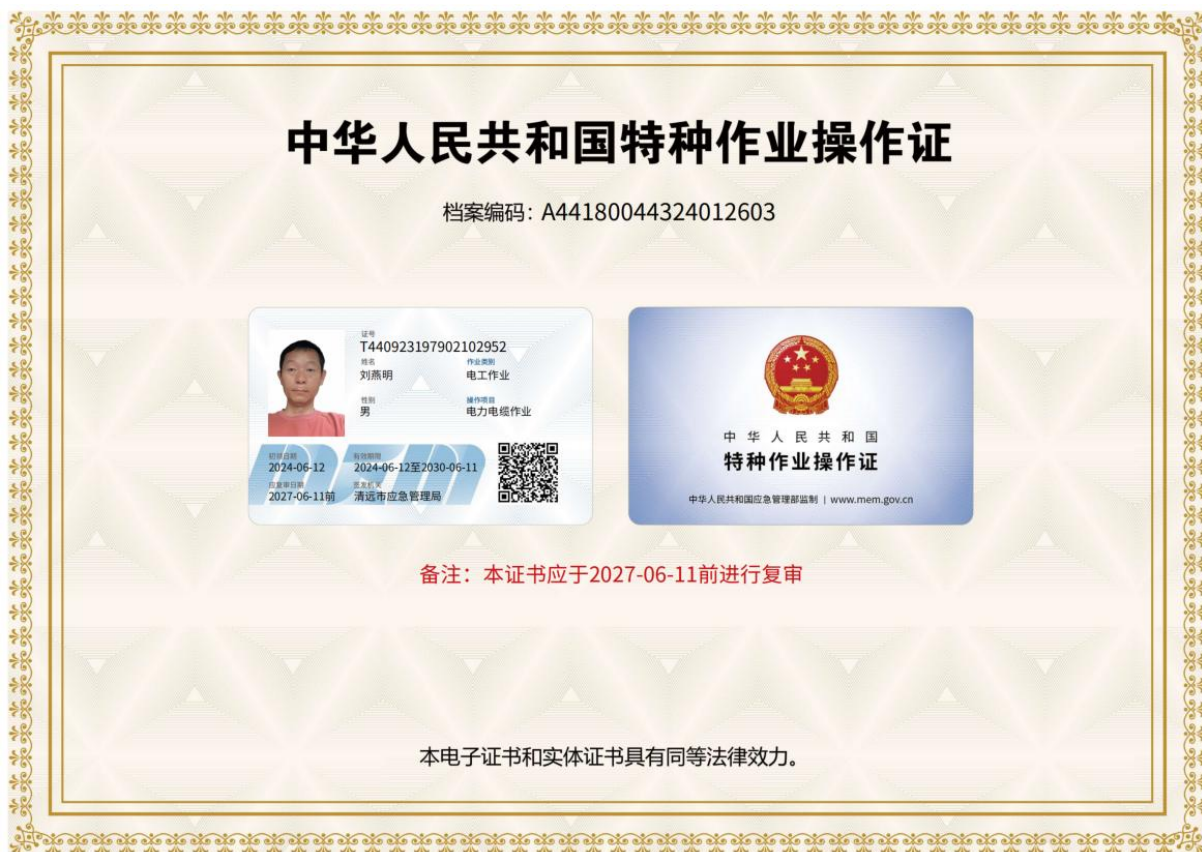 中华人民共和国特种作业操作证
档案编码：A44180044324012603
证号
T440923197902102952
姓名
刘燕明
作业类别
电工作业
性别
男
操作项目
电力电缆作业
初领日期
2024-06-12
有效期限
2024-06-12至2030-06-11
应复审日期
2027-06-11前
签发机关
清远市应急管理局
中华人民共和国
特种作业操作证
中华人民共和国应急管理部监制 | www.mem.gov.cn
备注：本证书应于2027-06-11前进行复审
本电子证书和实体证书具有同等法律效力。